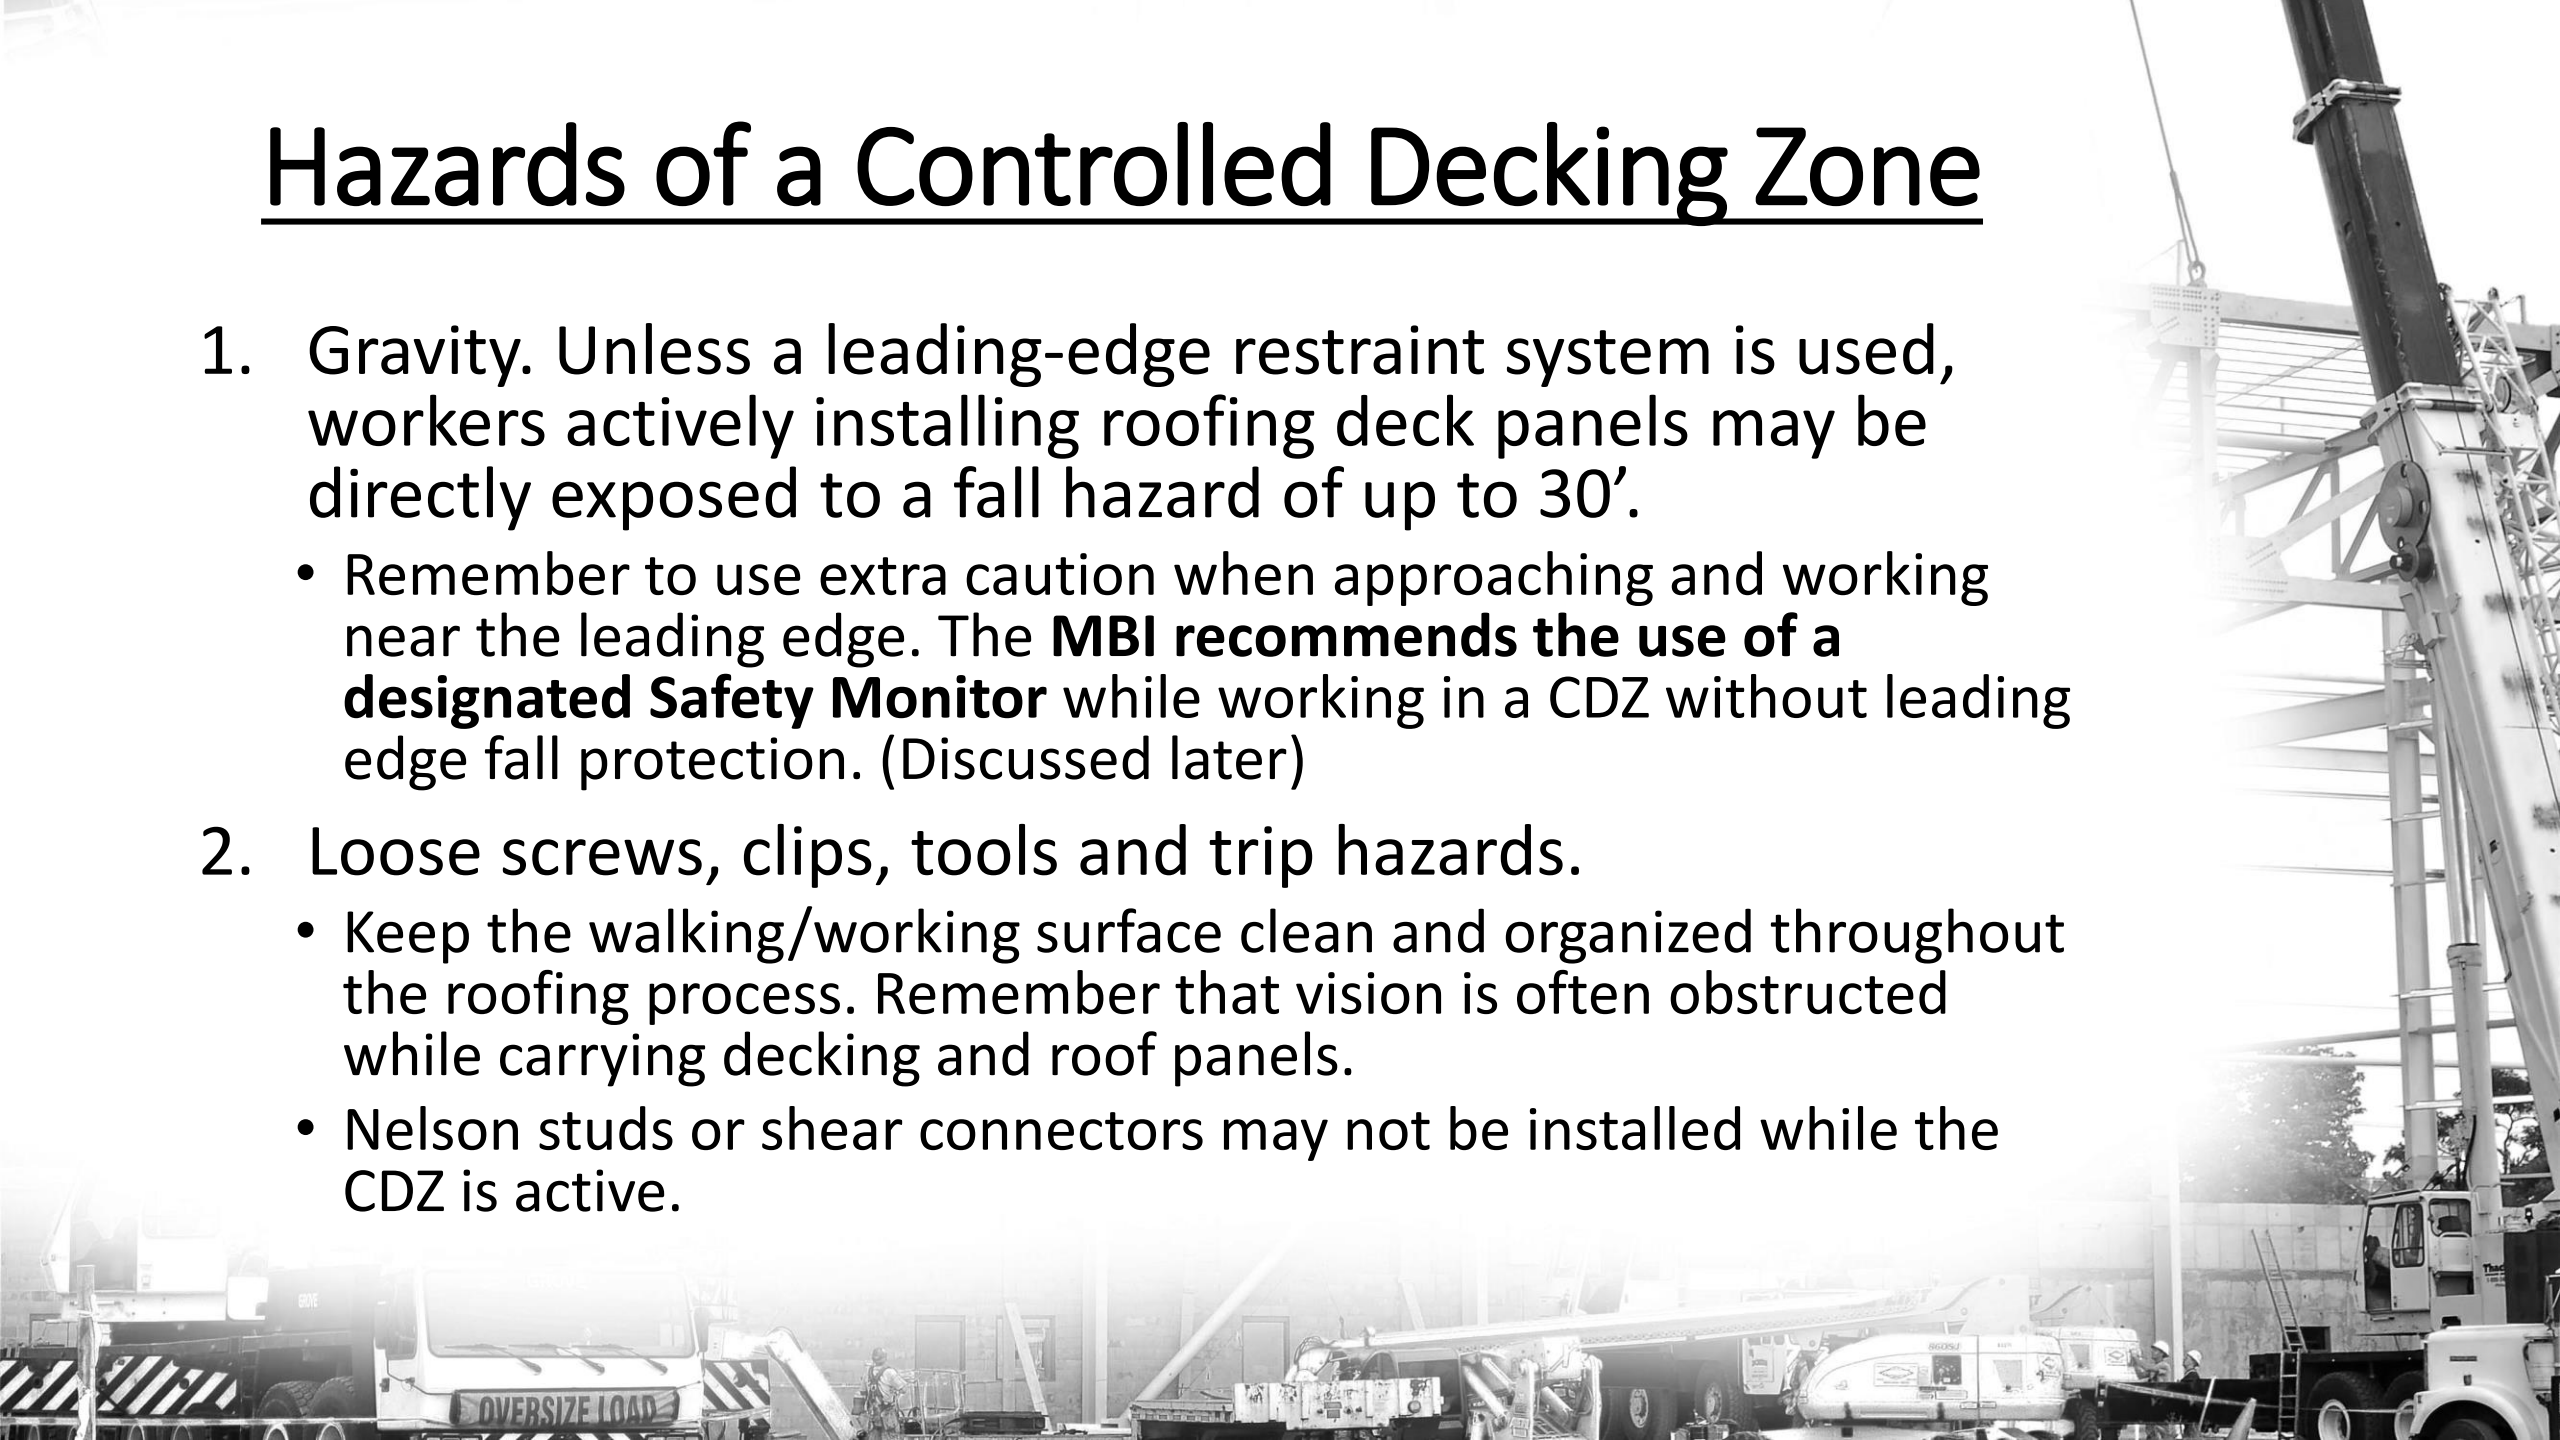 Hazards of a Controlled Decking Zone
1. Gravity. Unless a leading-edge restraint system is used,
workers actively installing roofing deck panels may be
directly exposed to a fall hazard of up to 30’.
• Remember to use extra caution when approaching and working
near the leading edge. The MBI recommends the use of a
designated Safety Monitor while working in a CDZ without leading
edge fall protection. (Discussed later)
2. Loose screws, clips, tools and trip hazards.
• Keep the walking/working surface clean and organized throughout
the roofing process. Remember that vision is often obstructed
while carrying decking and roof panels.
• Nelson studs or shear connectors may not be installed while the
CDZ is active.
GROVE
OVERSIZE LOAD